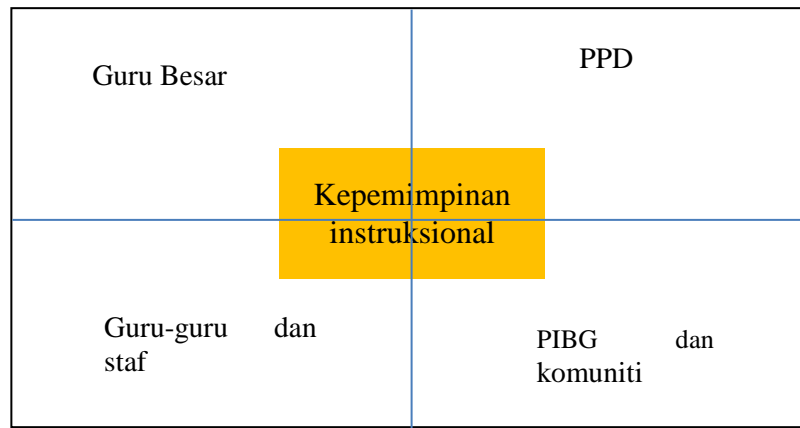 Guru Besar
PPD
Kepemimpinan
instruksional
Guru-guru dan
staf
PIBG dan
komuniti